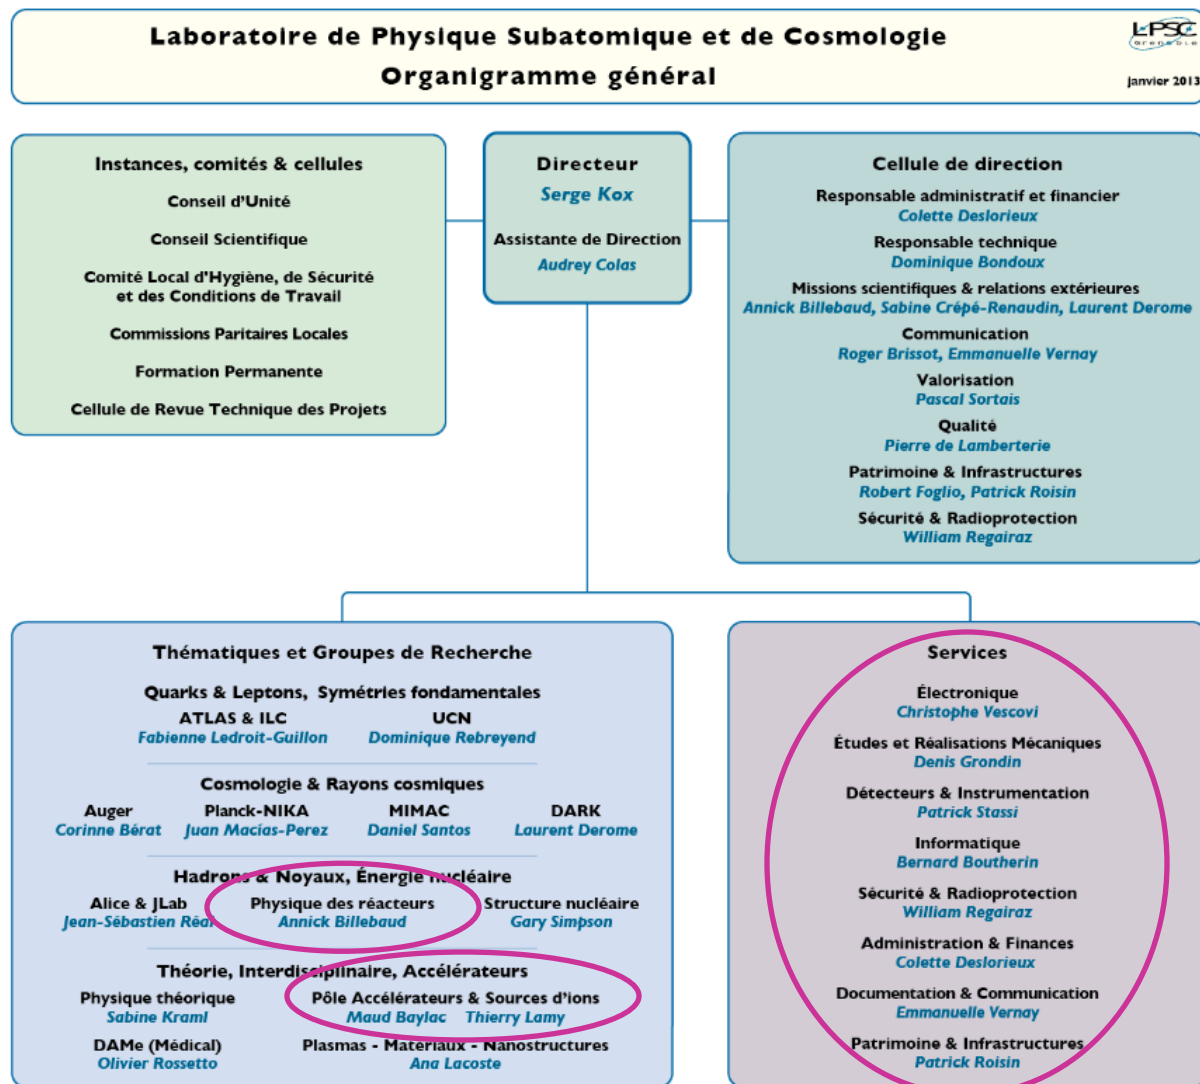 Laboratoire de Physique Subatomique et de Cosmologie
Organigramme général
LPSC
Grenoble
janvier 2013
Instances, comités & cellules
Conseil d'Unité
Conseil Scientifique
Comité Local d'Hygiène, de Sécurité
et des Conditions de Travail
Commissions Paritaires Locales
Formation Permanente
Cellule de Revue Technique des Projets
Directeur
Serge Kox
Assistante de Direction
Audrey Colas
Cellule de direction
Responsable administratif et financier
Colette Deslorieux
Responsable technique
Dominique Bondoux
Missions scientifiques & relations extérieures
Annick Billebaud, Sabine Crépé-Renaudin, Laurent Derome
Communication
Roger Brissot, Emmanuelle Vernay
Valorisation
Pascal Sortais
Qualité
Pierre de Lamberterie
Patrimoine & Infrastructures
Robert Foglio, Patrick Roisin
Sécurité & Radioprotection
William Regairaz
Thématiques et Groupes de Recherche
Quarks & Leptons, Symétries fondamentales
ATLAS & ILC UCN
Fabienne Ledroit-Guillon Dominique Rebreyend
Cosmologie & Rayons cosmiques
Auger Planck-NIKA MIMAC DARK
Corinne Bérat Juan Macías-Perez Daniel Santos Laurent Derome
Hadrons & Noyaux, Énergie nucléaire
Alice & JLab Physique des réacteurs Structure nucléaire
Jean-Sébastien Réal Annick Billebaud Gary Simpson
Théorie, Interdisciplinaire, Accélérateurs
Physique théorique Pôle Accélérateurs & Sources d'ions
Sabine Kraml Maud Baylac Thierry Lamy
DAMe (Médical) Plasmas - Matériaux - Nanostructures
Olivier Rossetto Ana Lacoste
Services
Électronique
Christophe Vescovi
Études et Réalisations Mécaniques
Denis Grondin
Détecteurs & Instrumentation
Patrick Stassi
Informatique
Bernard Boutherin
Sécurité & Radioprotection
William Regairaz
Administration & Finances
Colette Deslorieux
Documentation & Communication
Emmanuelle Vernay
Patrimoine & Infrastructures
Patrick Roisin